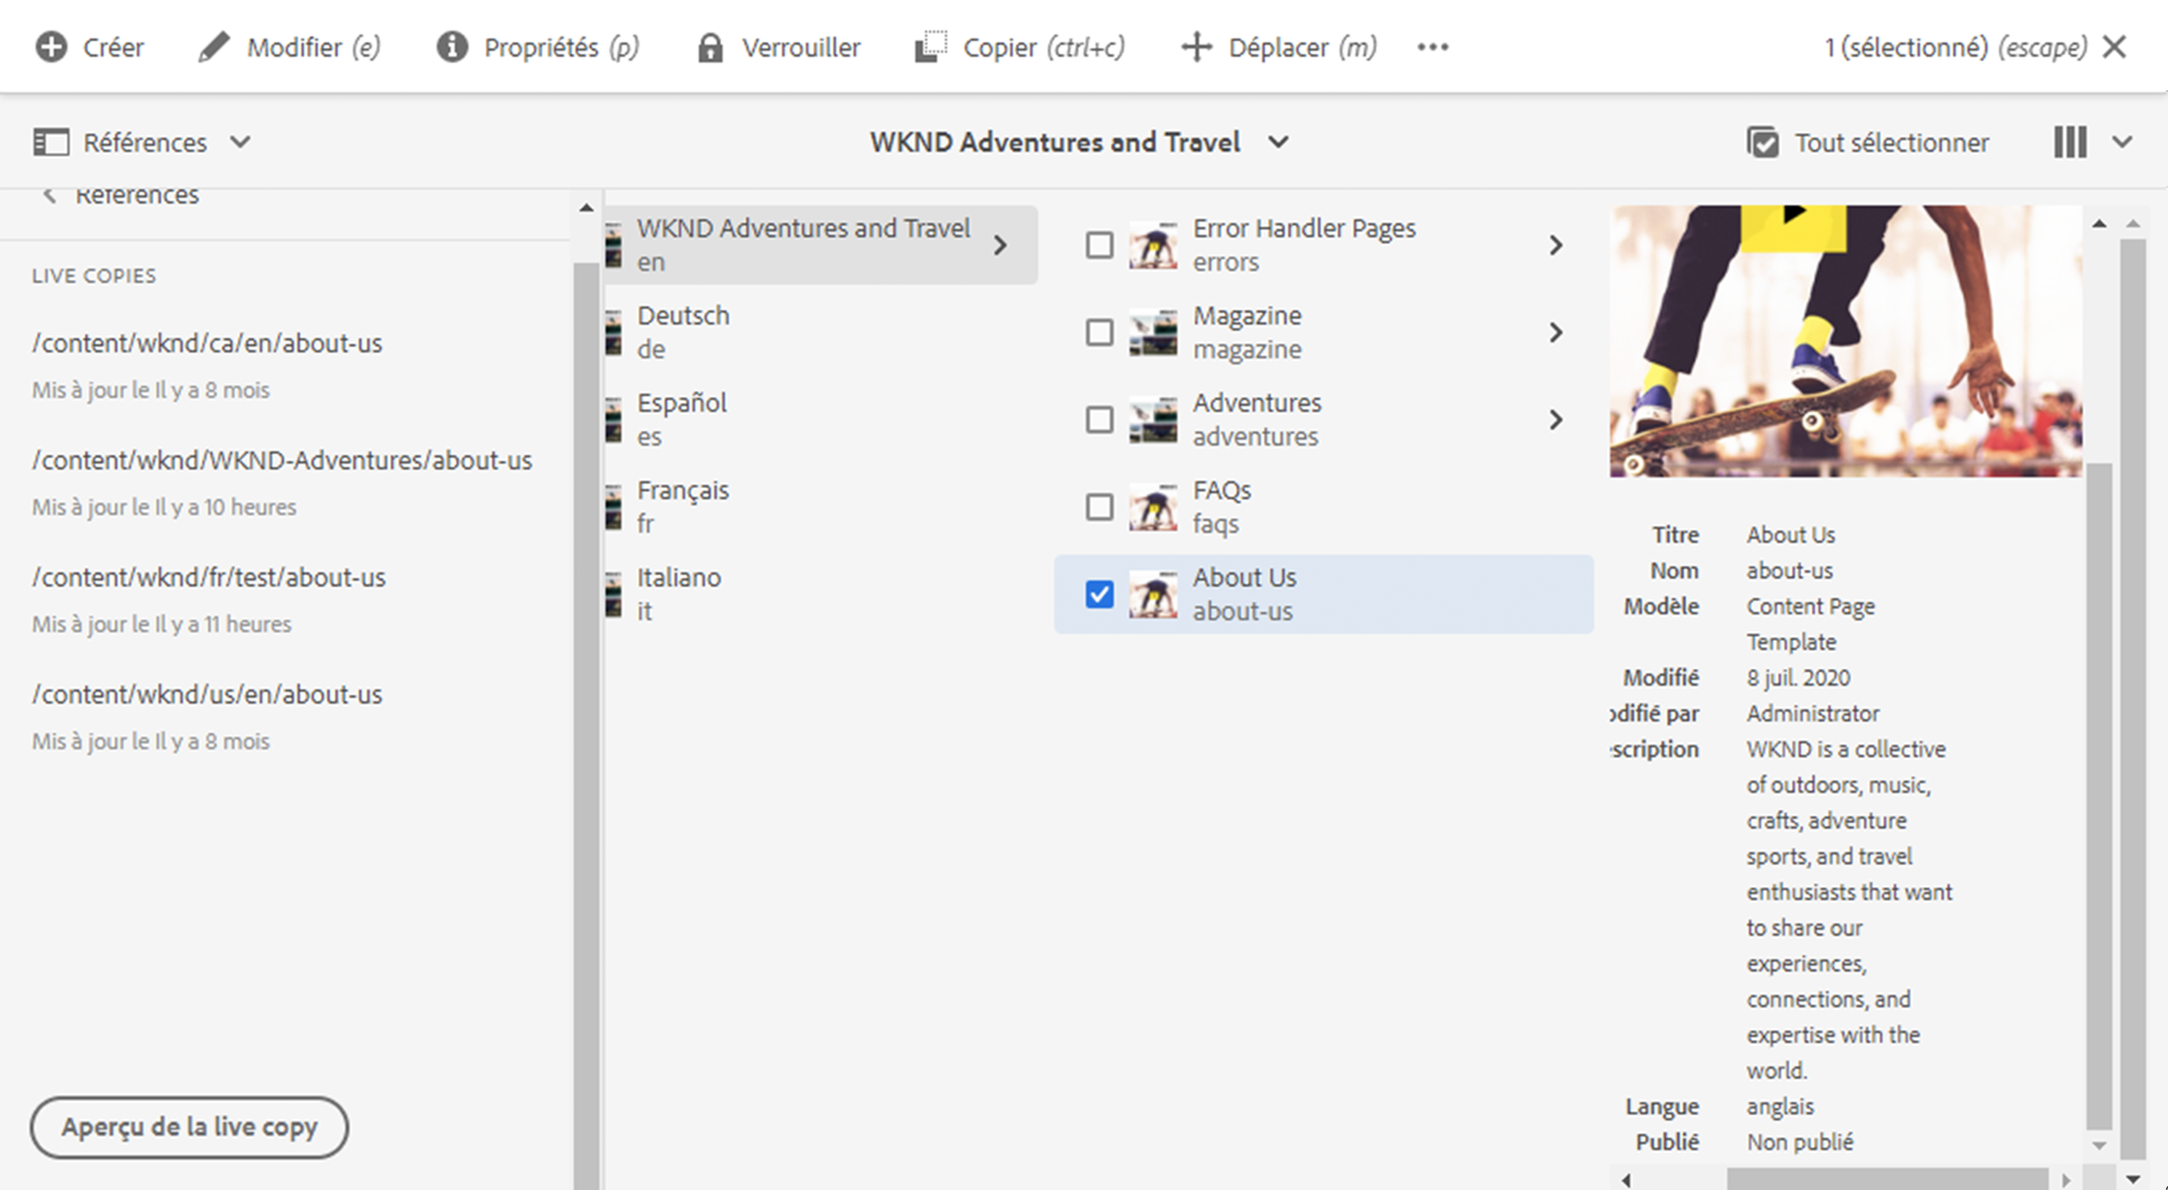 Créer
Modifier (e)
Propriétés (p)
Verrouiller
Copier (ctrl+c)
Déplacer (m)
1 (sélectionné) (escape)
Références
WKND Adventures and Travel
Tout sélectionner
Références
LIVE COPIES
/content/wknd/ca/en/about-us
Mis à jour le Il y a 8 mois
/content/wknd/WKND-Adventures/about-us
Mis à jour le Il y a 10 heures
/content/wknd/fr/test/about-us
Mis à jour le Il y a 11 heures
/content/wknd/us/en/about-us
Mis à jour le Il y a 8 mois
Aperçu de la live copy
WKND Adventures and Travel
en
Deutsch
de
Español
es
Français
fr
Italiano
it
Error Handler Pages
errors
Magazine
magazine
Adventures
adventures
FAQs
faqs
About Us
about-us
Titre About Us
Nom about-us
Modèle Content Page
Template
Modifié 8 juil. 2020
odifié par Administrator
escription WKND is a collective
of outdoors, music,
crafts, adventure
sports, and travel
enthusiasts that want
to share our
experiences,
connections, and
expertise with the
world.
Langue anglais
Publié Non publié